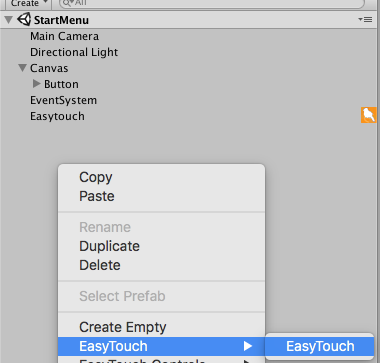 Create
All
StartMenu
Main Camera
Directional Light
Canvas
Button
EventSystem
Easytouch
Copy
Paste
Rename
Duplicate
Delete
Select Prefab
Create Empty
EasyTouch
EasyTouch
EasyTouch Controls